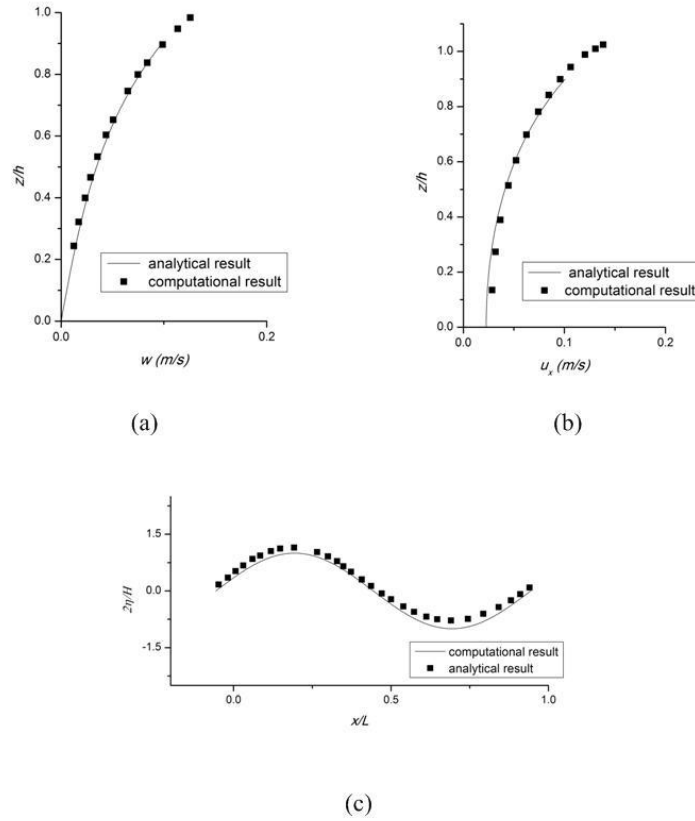 1.0
0.8
0.6
0.4
0.2
0.0
z/h
analytical result
computational result
0.0
0.2
w (m/s)
(a)
1.0
0.8
0.6
0.4
0.2
0.0
z/h
analytical result
computational result
0.0
0.1
0.2
uₓ (m/s)
(b)
1.5
0.0
-1.5
2η/H
computational result
analytical result
0.0
0.5
1.0
x/L
(c)